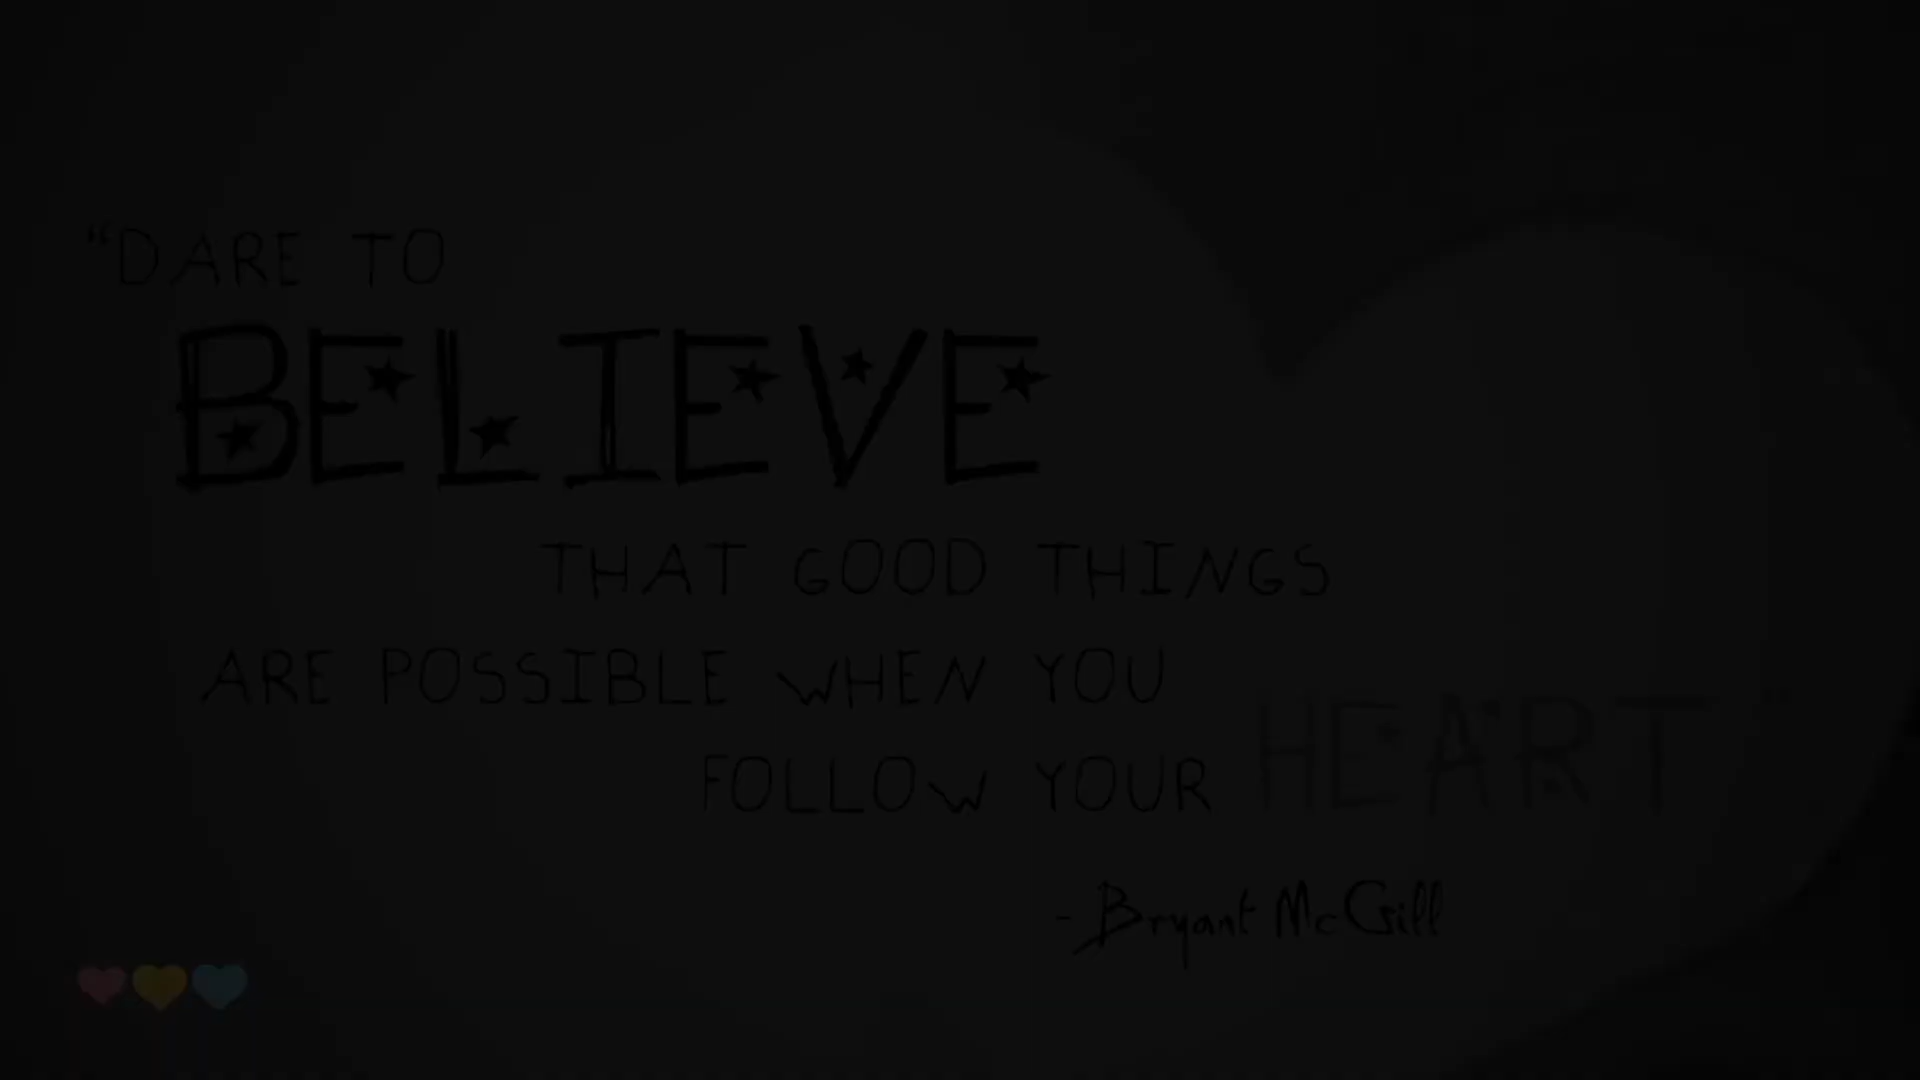 “DARE TO
BELIEVE
THAT GOOD THINGS
ARE POSSIBLE WHEN YOU
FOLLOW YOUR HEART
- Bryant McGill